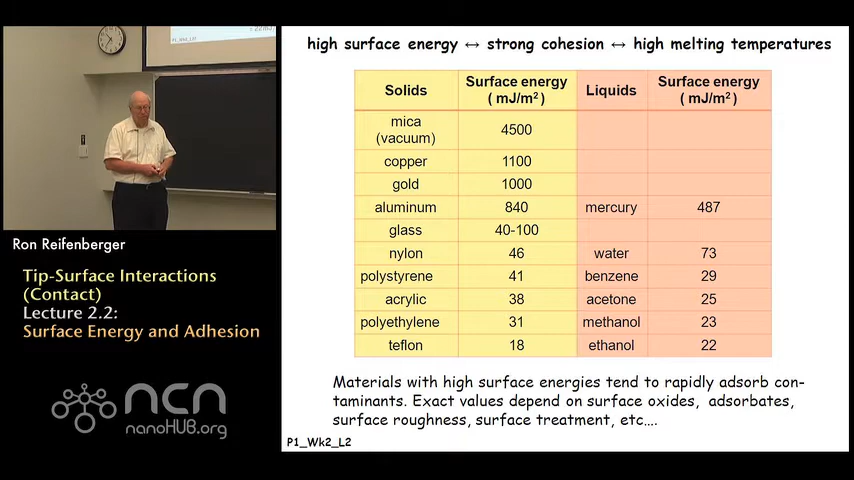 high surface energy ↔ strong cohesion ↔ high melting temperatures
Solids Surface energy ( mJ/m²) Liquids Surface energy ( mJ/m²)
mica (vacuum) 4500
copper 1100
gold 1000
aluminum 840 mercury 487
glass 40-100
nylon 46 water 73
polystyrene 41 benzene 29
acrylic 38 acetone 25
polyethylene 31 methanol 23
teflon 18 ethanol 22
Materials with high surface energies tend to rapidly adsorb con-
taminants. Exact values depend on surface oxides, adsorbates,
surface roughness, surface treatment, etc….
P1_Wk2_L2
Ron Reifenberger
Tip-Surface Interactions
(Contact)
Lecture 2.2:
Surface Energy and Adhesion
ncn
nanoHUB.org